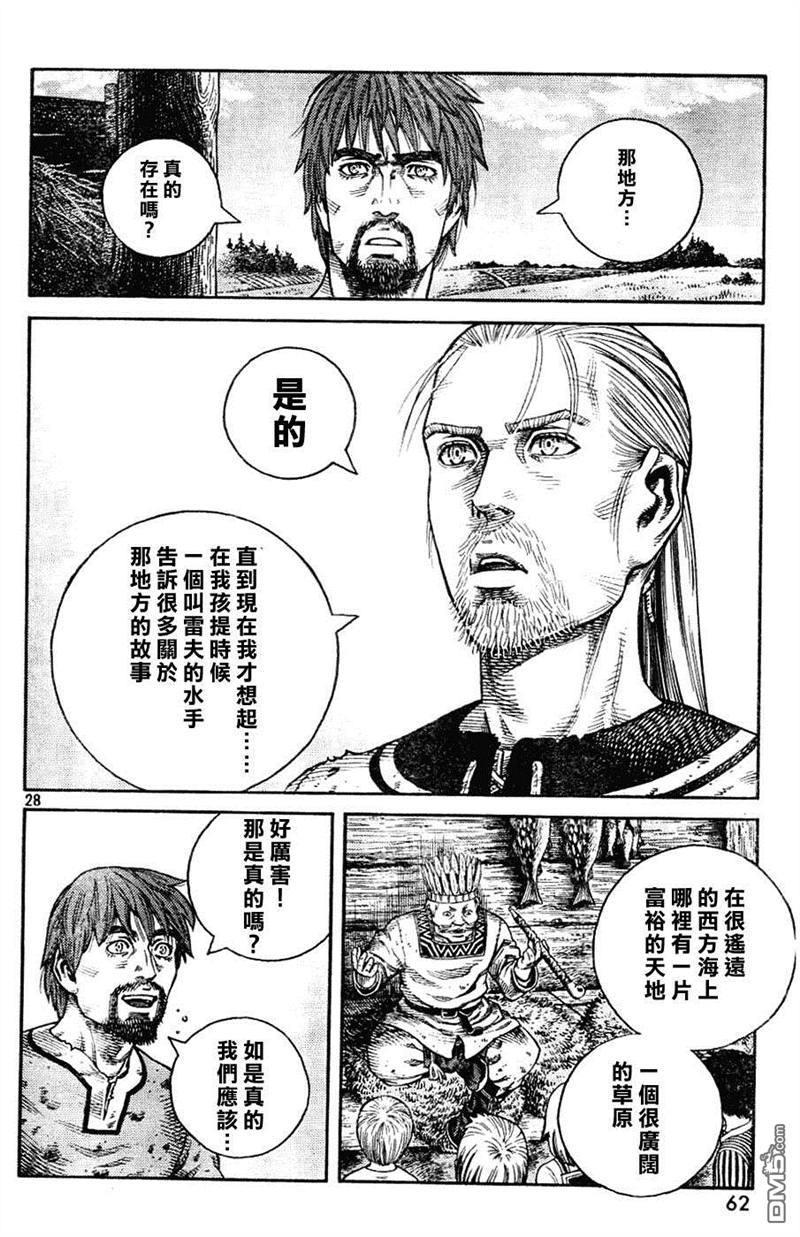 那地方…
真的
存在嗎？
是的
直到現在我才想起……
在我孩提時候
一個叫雷夫的水手
告訴很多關於
那地方的故事
28
在很遙遠
的西方海上
哪裡有一片
富裕的天地
一個很廣闊
的草原
好厲害！
那是真的嗎？
如是真的
我們應該…
62
DM5.com